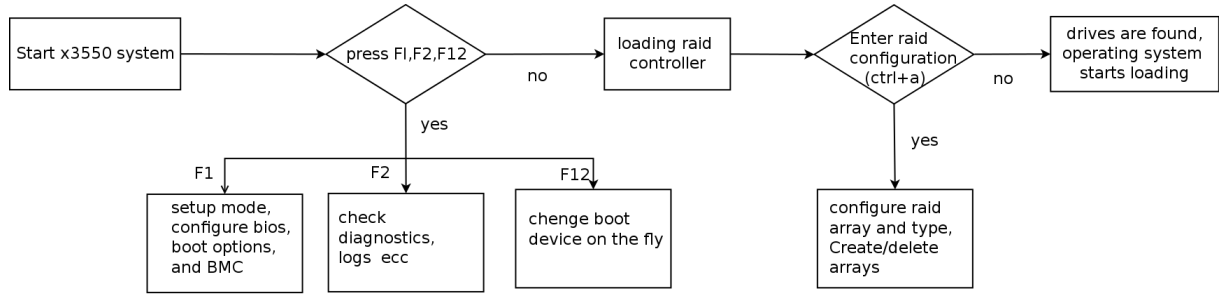 Start x3550 system
press FI,F2,F12
no
loading raid
controller
Enter raid
configuration
(ctrl+a)
no
drives are found,
operating system
starts loading
yes
yes
F1
F2
F12
setup mode,
configure bios,
boot options,
and BMC
check
diagnostics,
logs ecc
chenge boot
device on the fly
configure raid
array and type,
Create/delete
arrays